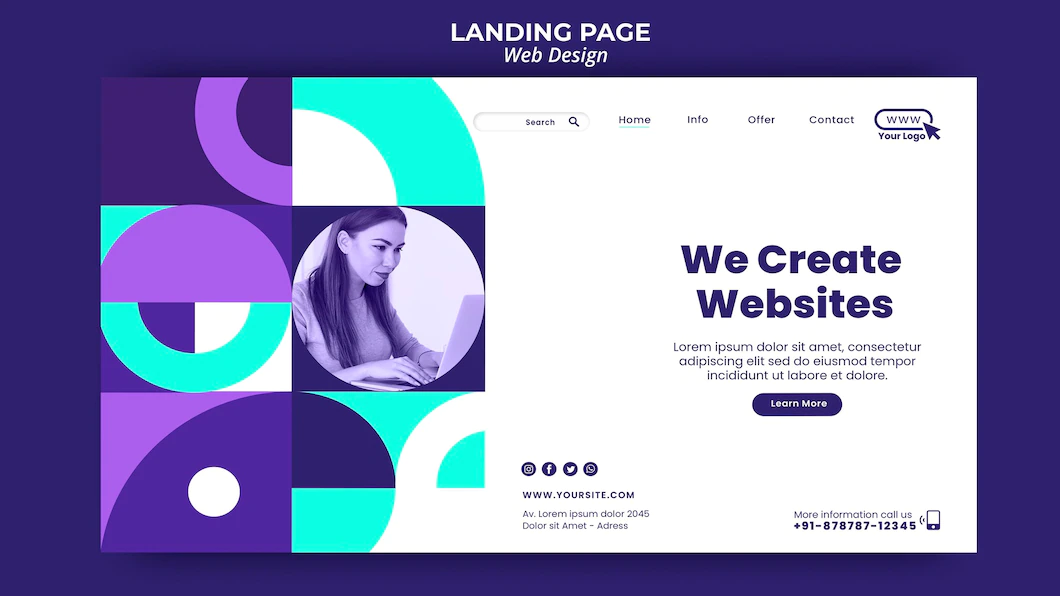 LANDING PAGE
Web Design
Search
Home
Info
Offer
Contact
WWW
Your Logo
We Create
Websites
Lorem ipsum dolor sit amet, consectetur
adipiscing elit sed do eiusmod tempor
incididunt ut labore et dolore.
Learn More
WWW.YOURSITE.COM
Av. Lorem ipsum dolor 2045
Dolor sit Amet - Adress
More information call us
+91-878787-12345